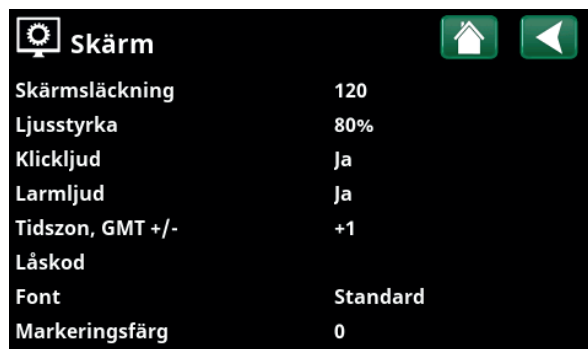 Skärm
Skärmsläckning 120
Ljusstyrka 80%
Klickljud Ja
Larmljud Ja
Tidszon, GMT +/- +1
Låskod
Font Standard
Markeringsfärg 0